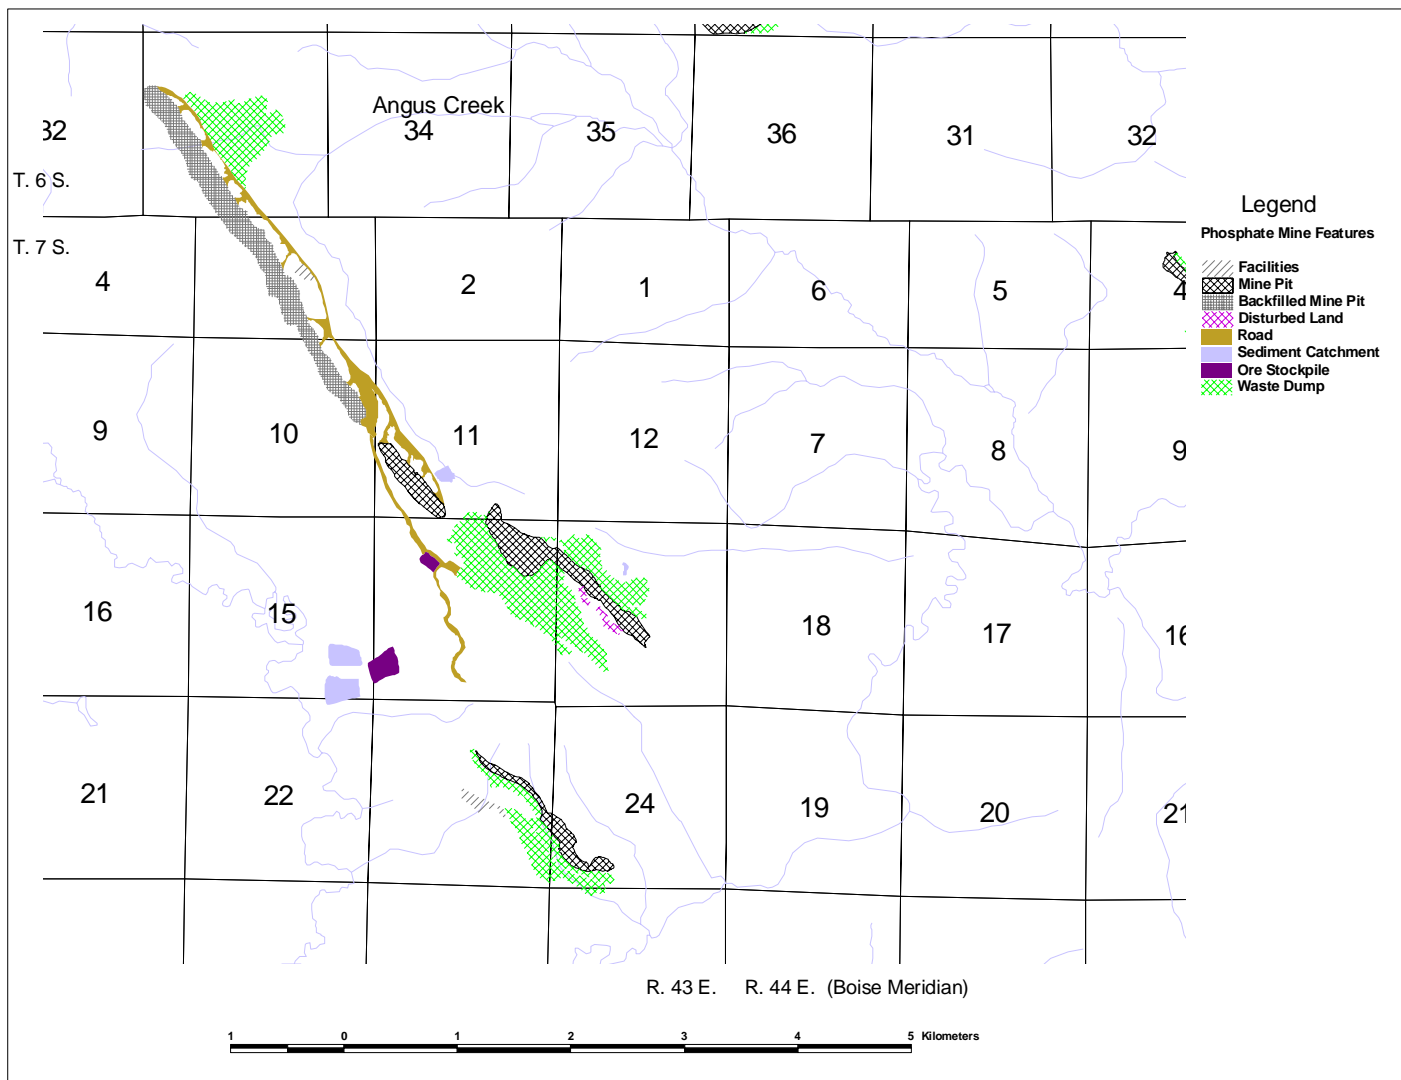 Angus Creek
32
34
35
36
31
32
T. 6 S.
T. 7 S.
4
2
1
6
5
4
9
10
11
12
7
8
9
16
15
18
17
16
21
22
24
19
20
21
Legend
Phosphate Mine Features
Facilities
Mine Pit
Backfilled Mine Pit
Disturbed Land
Road
Sediment Catchment
Ore Stockpile
Waste Dump
R. 43 E. R. 44 E. (Boise Meridian)
1 0 1 2 3 4 5 Kilometers